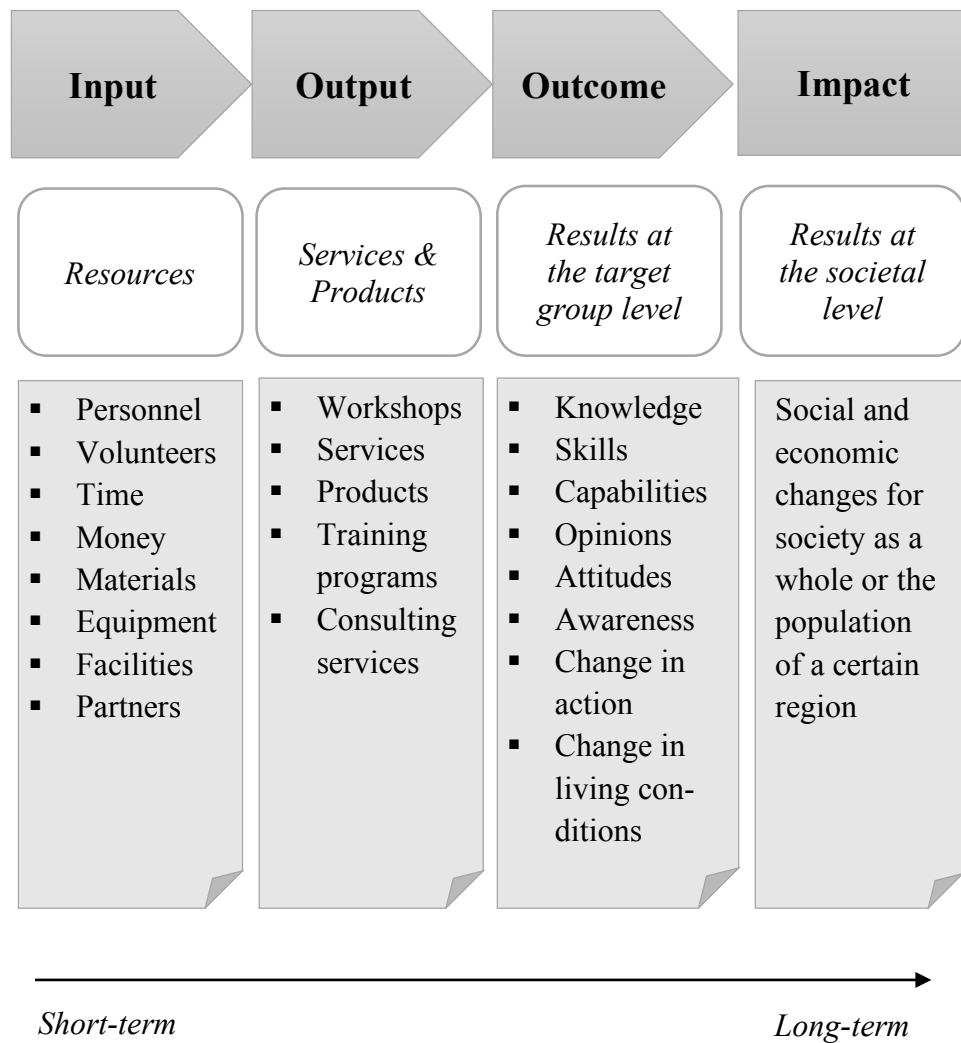 Input
Output
Outcome
Impact
Resources
Services &
Products
Results at
the target
group level
Results at
the societal
level
▪ Personnel
▪ Volunteers
▪ Time
▪ Money
▪ Materials
▪ Equipment
▪ Facilities
▪ Partners
▪ Workshops
▪ Services
▪ Products
▪ Training
programs
▪ Consulting
services
▪ Knowledge
▪ Skills
▪ Capabilities
▪ Opinions
▪ Attitudes
▪ Awareness
▪ Change in
action
▪ Change in
living con-
ditions
Social and
economic
changes for
society as a
whole or the
population
of a certain
region
Short-term
Long-term